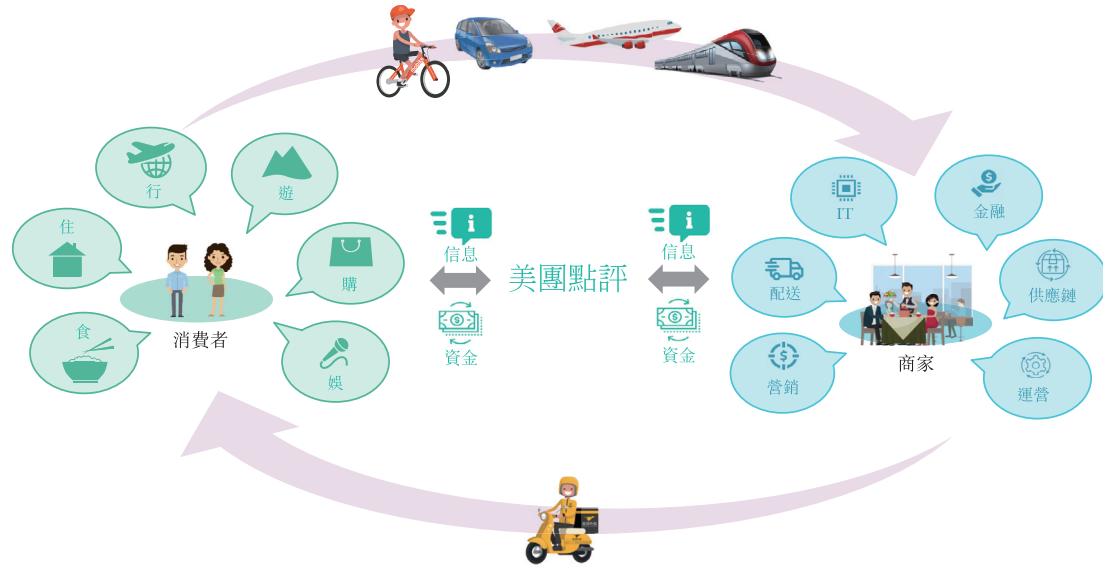 行
遊
住
購
食
娛
消費者
信息
資金
美團點評
信息
資金
IT
金融
配送
供應鏈
營銷
運營
商家